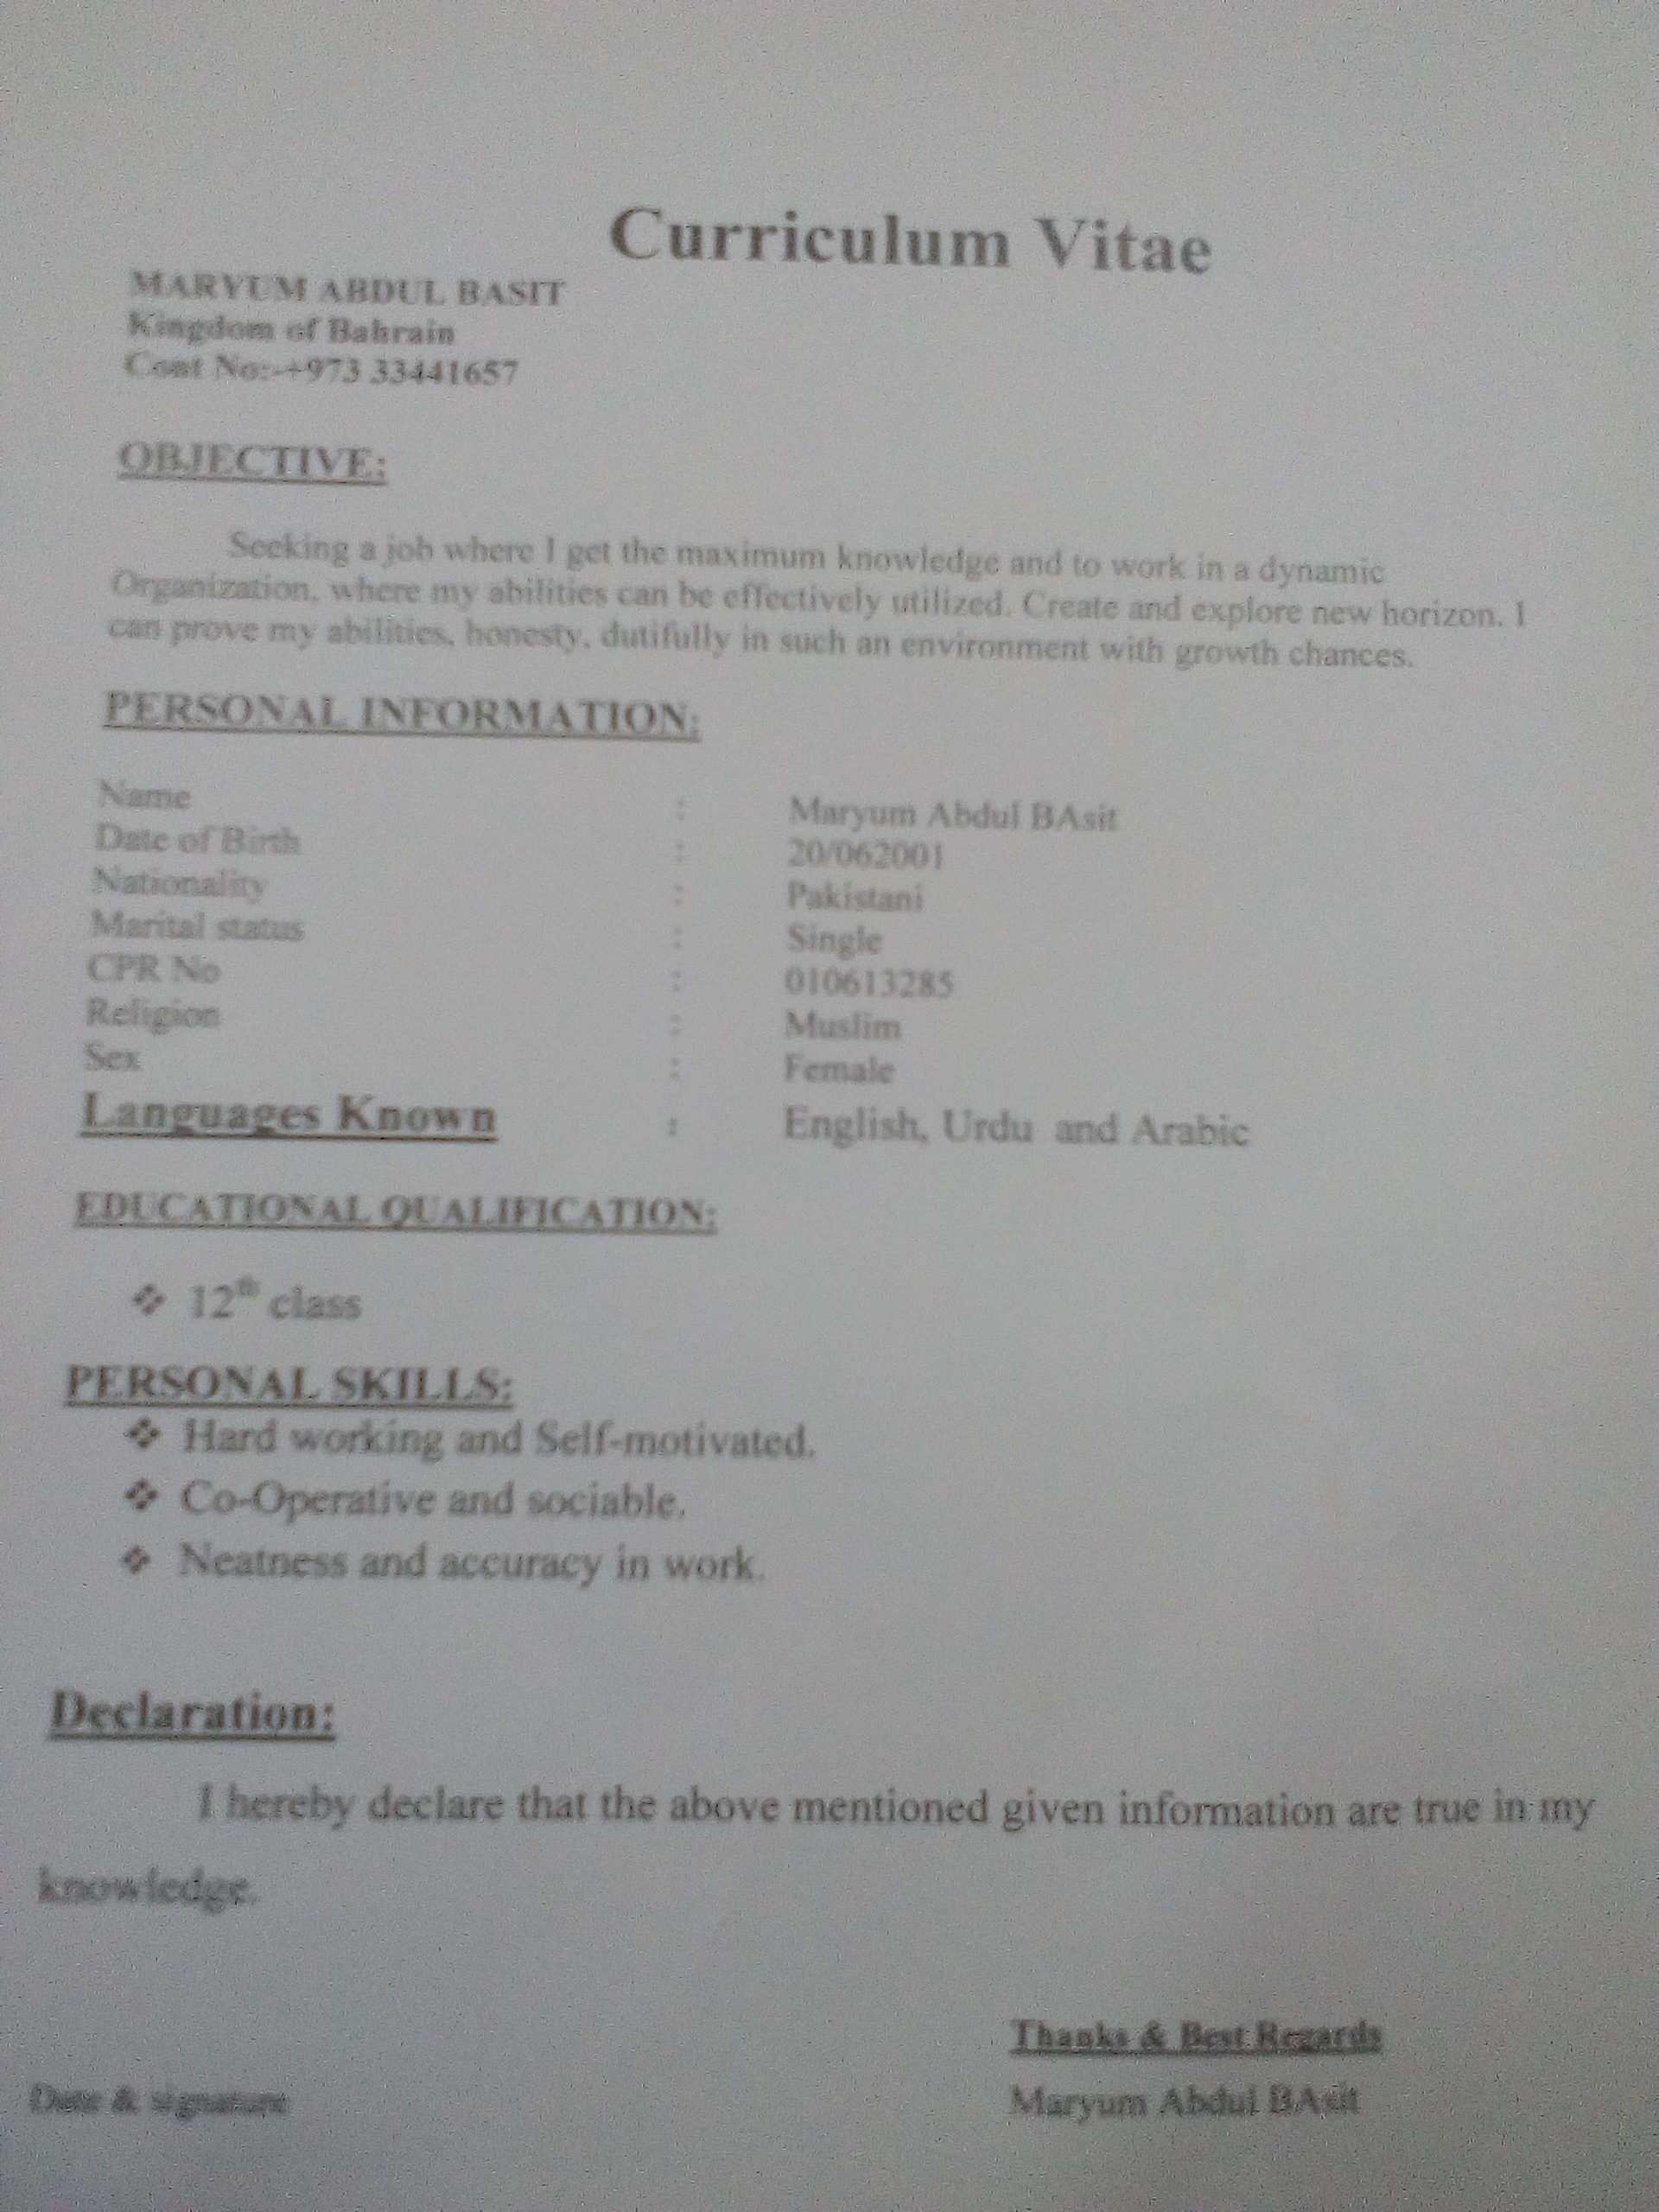 Curriculum Vitae
MARYUM ABDUL BASIT
Kingdom of Bahrain
Cont No:-+973 33441657
OBJECTIVE:
Seeking a job where I get the maximum knowledge and to work in a dynamic
Organization, where my abilities can be effectively utilized. Create and explore new horizon. I
can prove my abilities, honesty, dutifully in such an environment with growth chances.
PERSONAL INFORMATION:
Name : Maryum Abdul BAsit
Date of Birth : 20/062001
Nationality : Pakistani
Marital status : Single
CPR No : 010613285
Religion : Muslim
Sex : Female
Languages Known : English, Urdu and Arabic
EDUCATIONAL QUALIFICATION:
❖ 12th class
PERSONAL SKILLS:
❖ Hard working and Self-motivated.
❖ Co-Operative and sociable.
❖ Neatness and accuracy in work.
Declaration:
I hereby declare that the above mentioned given information are true in my
knowledge.
Thanks & Best Regards
Date & signature Maryum Abdul BAsit